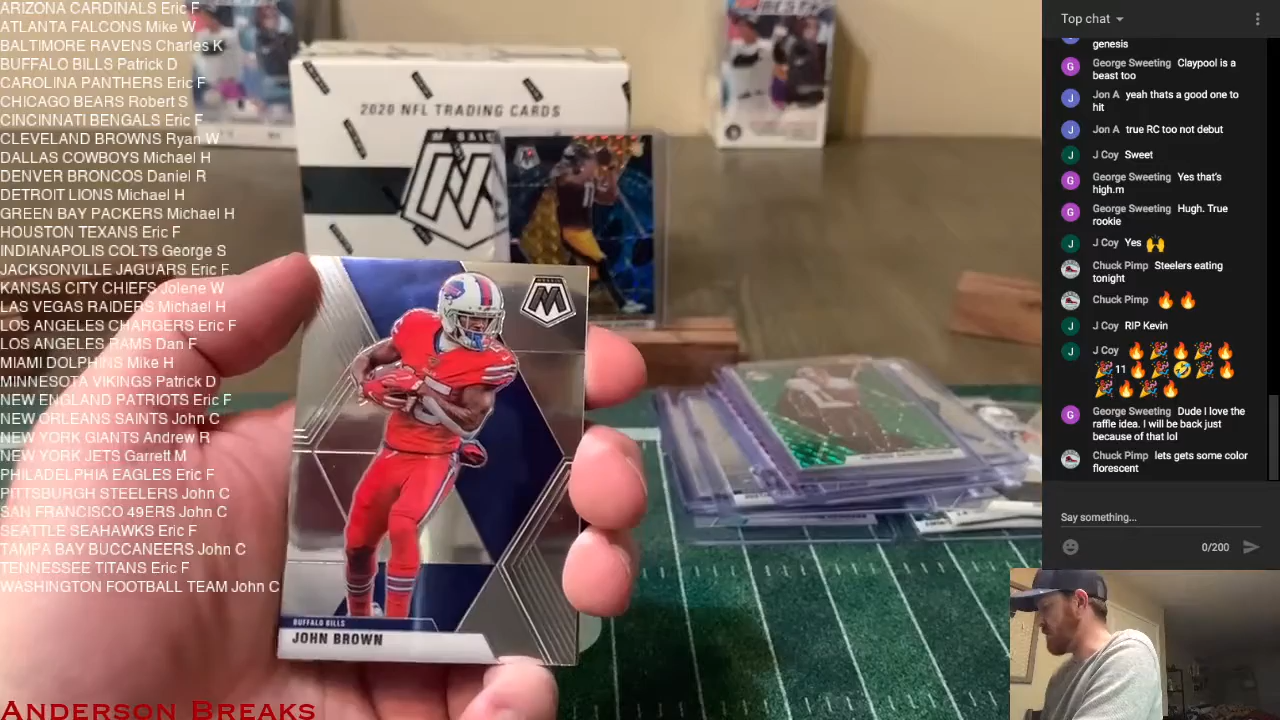 ARIZONA CARDINALS Eric F
ATLANTA FALCONS Mike W
BALTIMORE RAVENS Charles K
BUFFALO BILLS Patrick D
CAROLINA PANTHERS Eric F
CHICAGO BEARS Robert S
CINCINNATI BENGALS Eric F
CLEVELAND BROWNS Ryan W
DALLAS COWBOYS Michael H
DENVER BRONCOS Daniel R
DETROIT LIONS Michael H
GREEN BAY PACKERS Michael H
HOUSTON TEXANS Eric F
INDIANAPOLIS COLTS George S
JACKSONVILLE JAGUARS Eric F
KANSAS CITY CHIEFS Jolene W
LAS VEGAS RAIDERS Michael H
LOS ANGELES CHARGERS Eric F
LOS ANGELES RAMS Dan F
MIAMI DOLPHINS Mike H
MINNESOTA VIKINGS Patrick D
NEW ENGLAND PATRIOTS Eric F
NEW ORLEANS SAINTS John C
NEW YORK GIANTS Andrew R
NEW YORK JETS Garrett M
PHILADELPHIA EAGLES Eric F
PITTSBURGH STEELERS John C
SAN FRANCISCO 49ERS John C
SEATTLE SEAHAWKS Eric F
TAMPA BAY BUCCANEERS John C
TENNESSEE TITANS Eric F
WASHINGTON FOOTBALL TEAM John C
ANDERSON BREAKS
2020 NFL TRADING CARDS
MOSAIC
M
BUFFALO BILLS
JOHN BROWN
Top chat
genesis
George Sweeting Claypool is a
beast too
Jon A yeah thats a good one to
hit
Jon A true RC too not debut
J Coy Sweet
George Sweeting Yes that's
high.m
George Sweeting Hugh. True
rookie
J Coy Yes 🙌
Chuck Pimp Steelers eating
tonight
Chuck Pimp 🔥🔥
J Coy RIP Kevin
J Coy 🔥🎉🔥🎉🔥
🎉11🔥🎉🤣🎉🔥
🎉🔥🎉🔥
George Sweeting Dude I love the
raffle idea. I will be back just
because of that lol
Chuck Pimp lets gets some color
florescent
Say something...
0/200